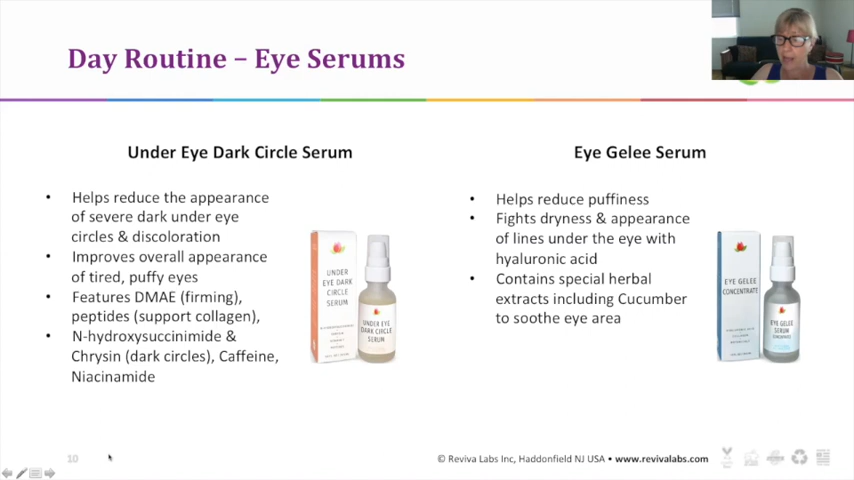 Day Routine – Eye Serums
Under Eye Dark Circle Serum
• Helps reduce the appearance
of severe dark under eye
circles & discoloration
• Improves overall appearance
of tired, puffy eyes
• Features DMAE (firming),
peptides (support collagen),
• N-hydroxysuccinimide &
Chrysin (dark circles), Caffeine,
Niacinamide
UNDER
EYE DARK
CIRCLE
SERUM
UNDER EYE
DARK CIRCLE
SERUM
Eye Gelee Serum
• Helps reduce puffiness
• Fights dryness & appearance
of lines under the eye with
hyaluronic acid
• Contains special herbal
extracts including Cucumber
to soothe eye area
EYE GELEE
CONCENTRATE
EYE GELEE
SERUM
CONCENTRATE
10
© Reviva Labs Inc, Haddonfield NJ USA • www.revivalabs.com